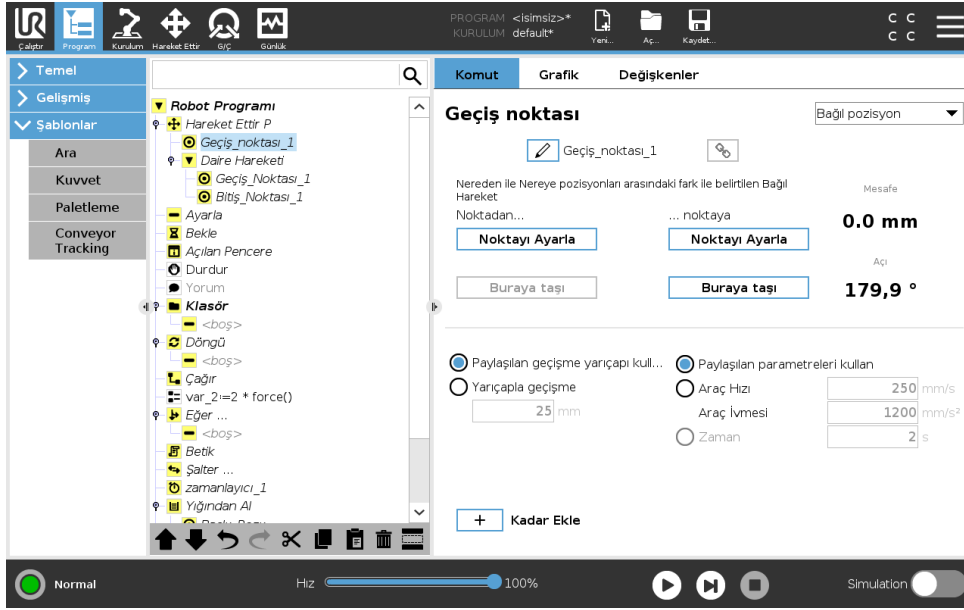 PROGRAM <isimsiz>*
KURULUM default*
Çalıştır
Program
Kurulum
Hareket Ettir
G/Ç
Günlük
Yeni...
Aç...
Kaydet...
C C
C C
Temel
Gelişmiş
Şablonlar
Ara
Kuvvet
Paletleme
Conveyor
Tracking
Robot Programı
Hareket Ettir P
Geçiş_noktası_1
Daire Hareketi
Geçiş_Noktası_1
Bitiş_Noktası_1
Ayarla
Bekle
Açılan Pencere
Durdur
Yorum
Klasör
<boş>
Döngü
<boş>
Çağır
var_2:=2 * force()
Eğer ...
<boş>
Betik
Şalter ...
zamanlayıcı_1
Yığından Al
Komut
Grafik
Değişkenler
Geçiş noktası
Bağıl pozisyon
Geçiş_noktası_1
Nereden ile Nereye pozisyonları arasındaki fark ile belirtilen Bağıl
Hareket
Mesafe
Noktadan...
... noktaya
0.0 mm
Noktayı Ayarla
Noktayı Ayarla
Açı
Buraya taşı
Buraya taşı
179,9 °
Paylaşılan geçişme yarıçapı kull...
Paylaşılan parametreleri kullan
Yarıçapla geçişme
Araç Hızı
250 mm/s
25 mm
Araç İvmesi
1200 mm/s²
Zaman
2 s
+
Kadar Ekle
Normal
Hız
100%
Simulation